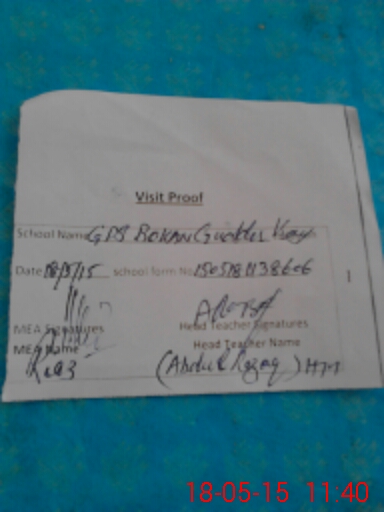 Visit Proof
School Name GPS Bokan Gudder
Date 18/5/15 school form No 1505181138606
MEA Signatures Head Teacher Signatures
MEA Name Head Teacher Name
Riaz (Abdul Razaq) HM
18-05-15 11:40